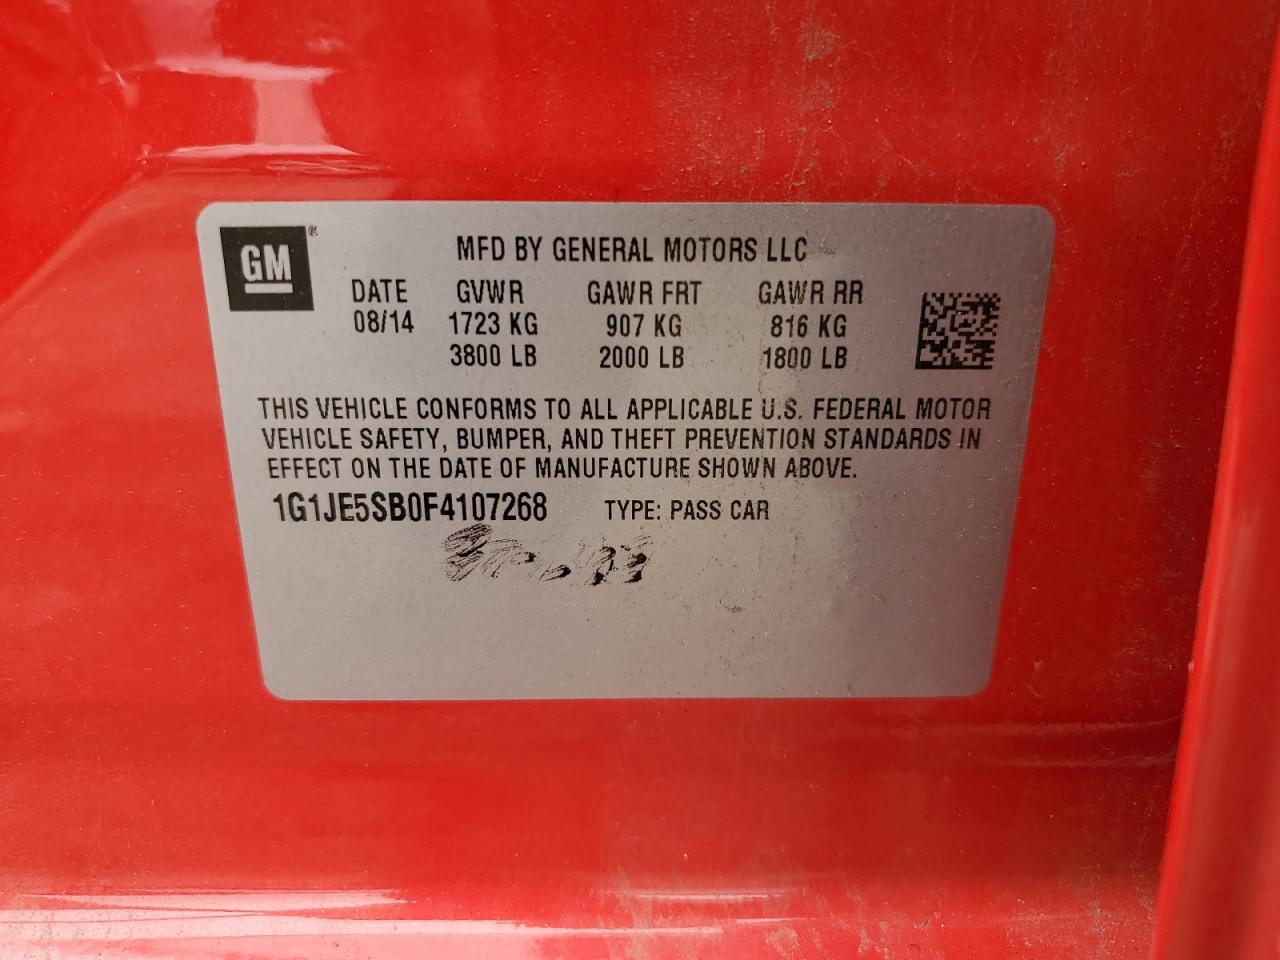 GM®
MFD BY GENERAL MOTORS LLC
DATE GVWR GAWR FRT GAWR RR
08/14 1723 KG 907 KG 816 KG
3800 LB 2000 LB 1800 LB
THIS VEHICLE CONFORMS TO ALL APPLICABLE U.S. FEDERAL MOTOR
VEHICLE SAFETY, BUMPER, AND THEFT PREVENTION STANDARDS IN
EFFECT ON THE DATE OF MANUFACTURE SHOWN ABOVE.
1G1JE5SB0F4107268 TYPE: PASS CAR